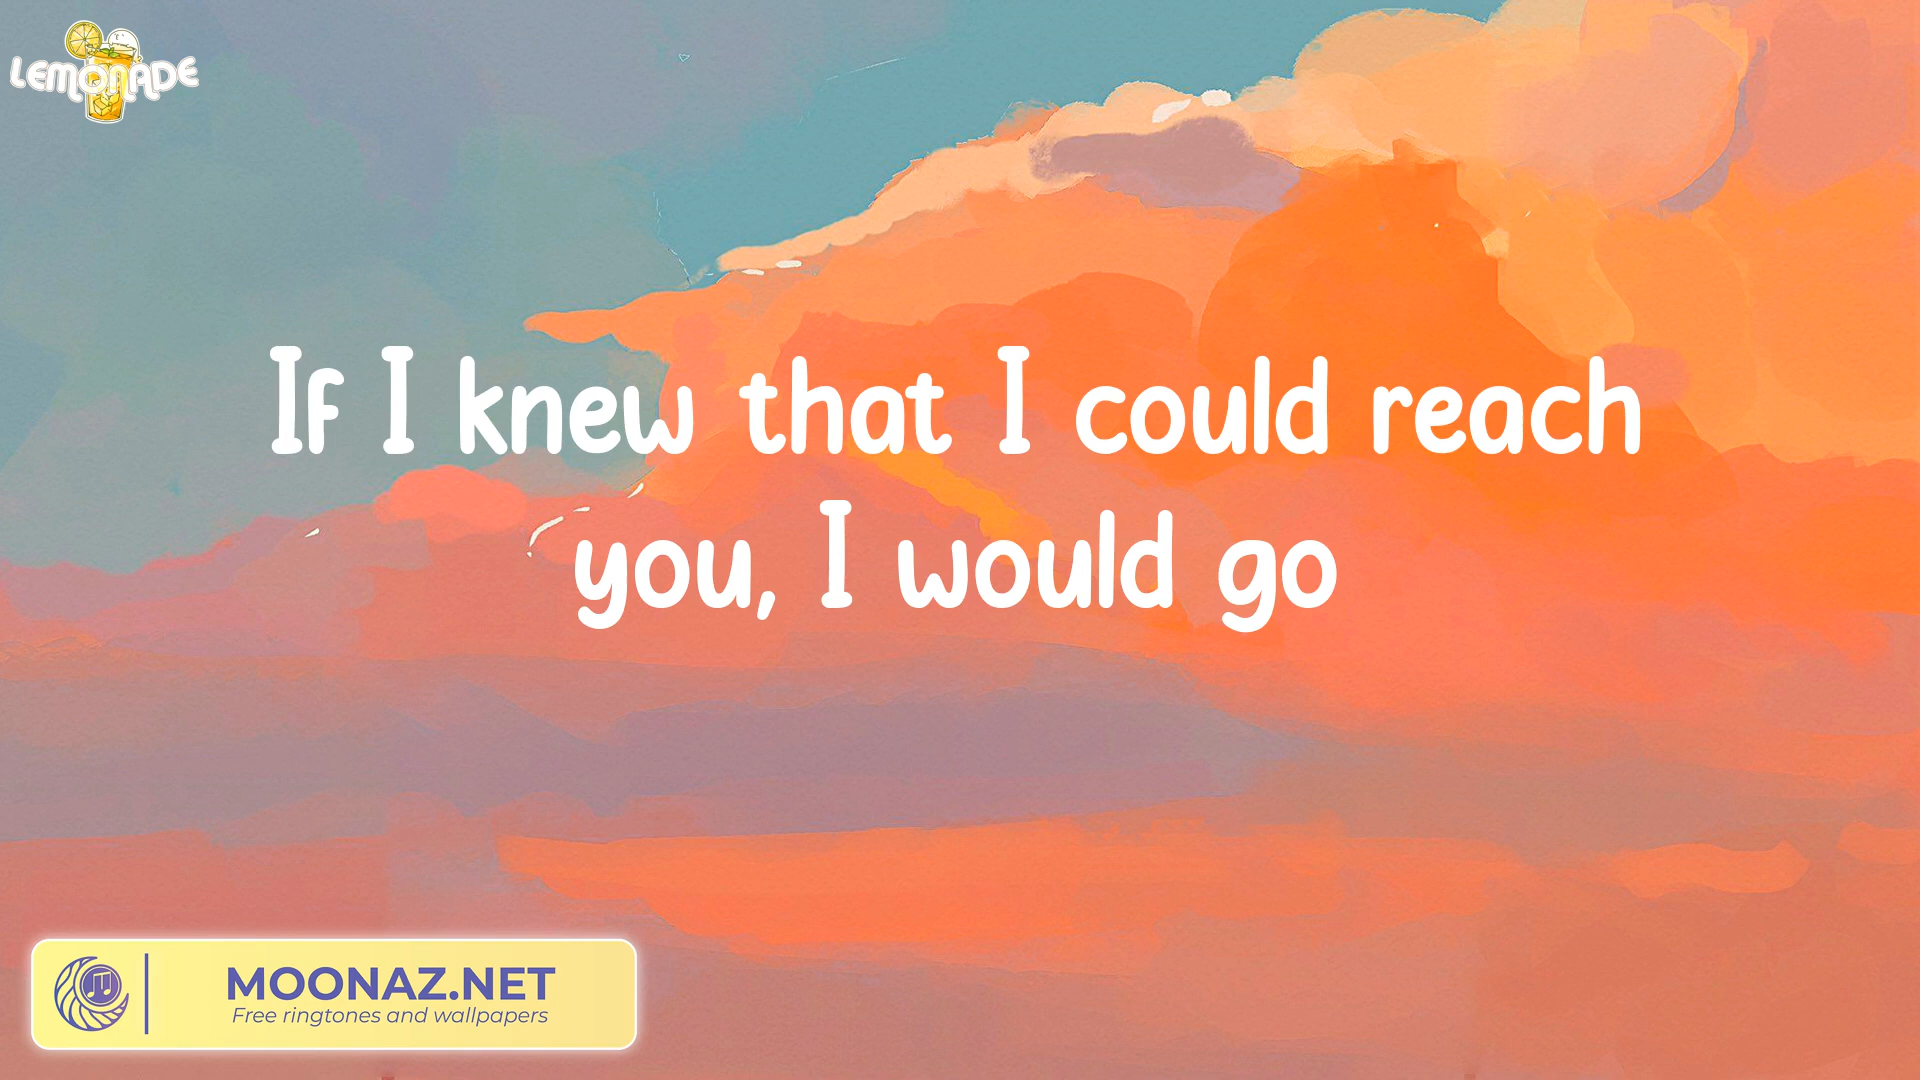 LEMONADE
If I knew that I could reach
you, I would go
MOONAZ.NET
Free ringtones and wallpapers